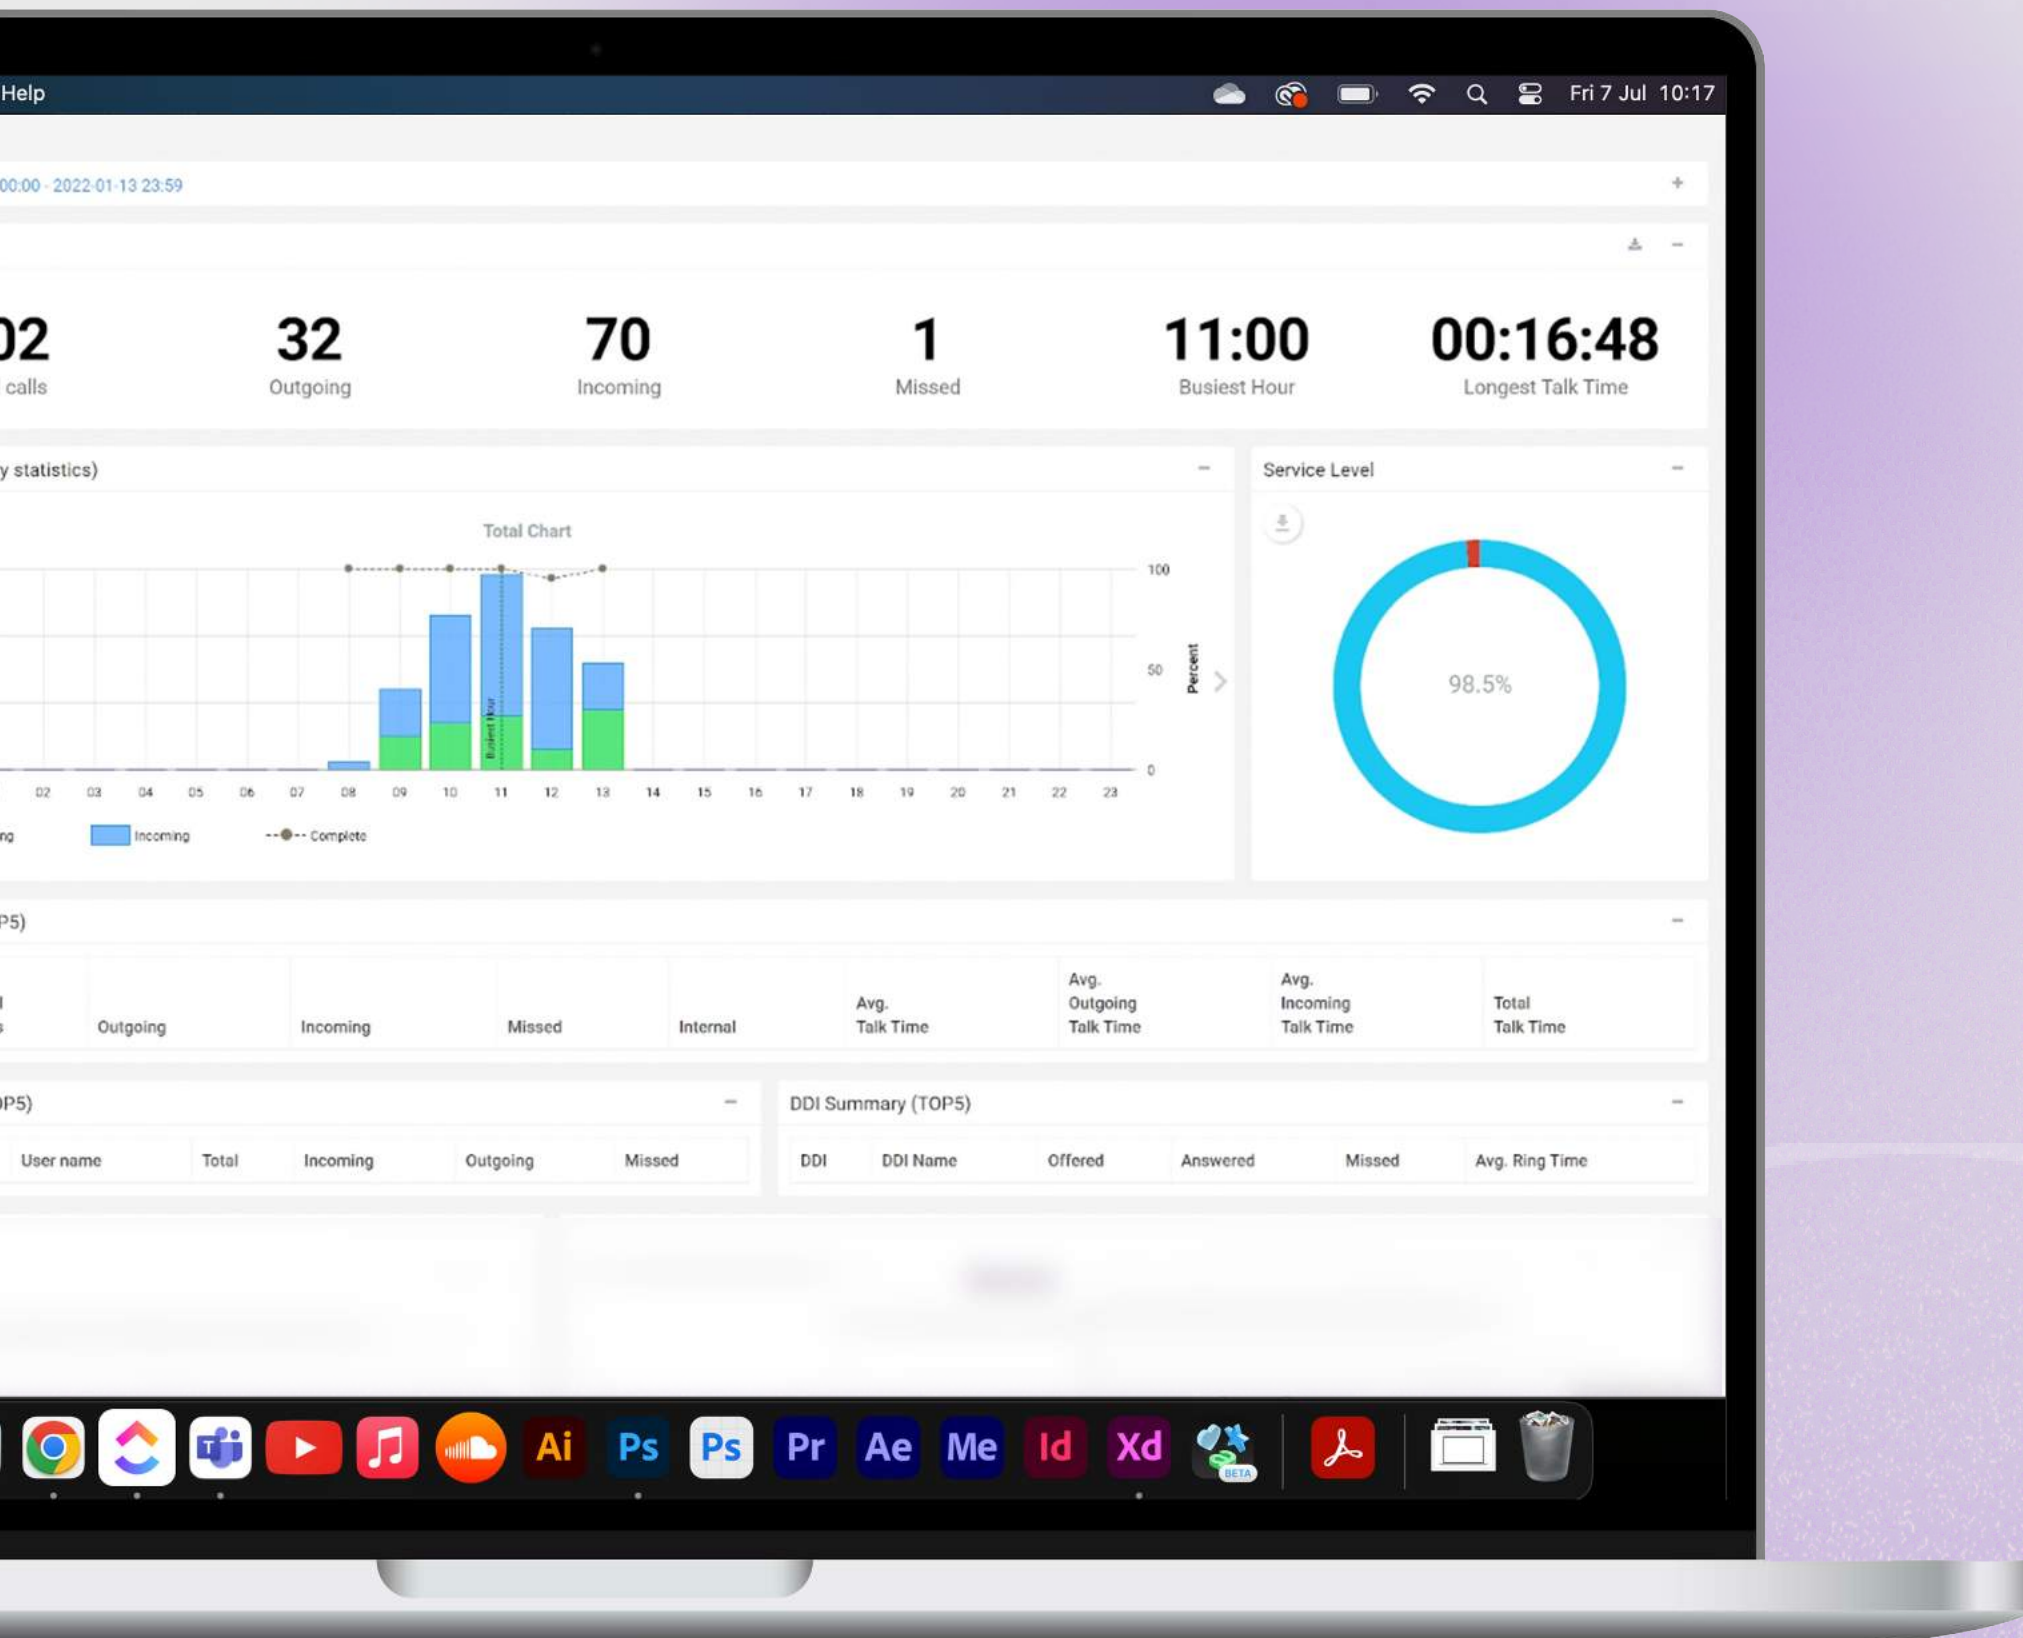 Help
Fri 7 Jul 10:17
00:00 - 2022-01-13 23:59
02
32
70
1
11:00
00:16:48
calls
Outgoing
Incoming
Missed
Busiest Hour
Longest Talk Time
y statistics)
Service Level
Total Chart
100
50
0
Percent
Busiest Hour
98.5%
02 03 04 05 06 07 08 09 10 11 12 13 14 15 16 17 18 19 20 21 22 23
ng
Incoming
Complete
P5)
Outgoing
Incoming
Missed
Internal
Avg.
Talk Time
Avg.
Outgoing
Talk Time
Avg.
Incoming
Talk Time
Total
Talk Time
OP5)
DDI Summary (TOP5)
User name Total Incoming Outgoing Missed
DDI DDI Name Offered Answered Missed Avg. Ring Time
T
Ai
Ps
Ps
Pr
Ae
Me
Id
Xd
BETA